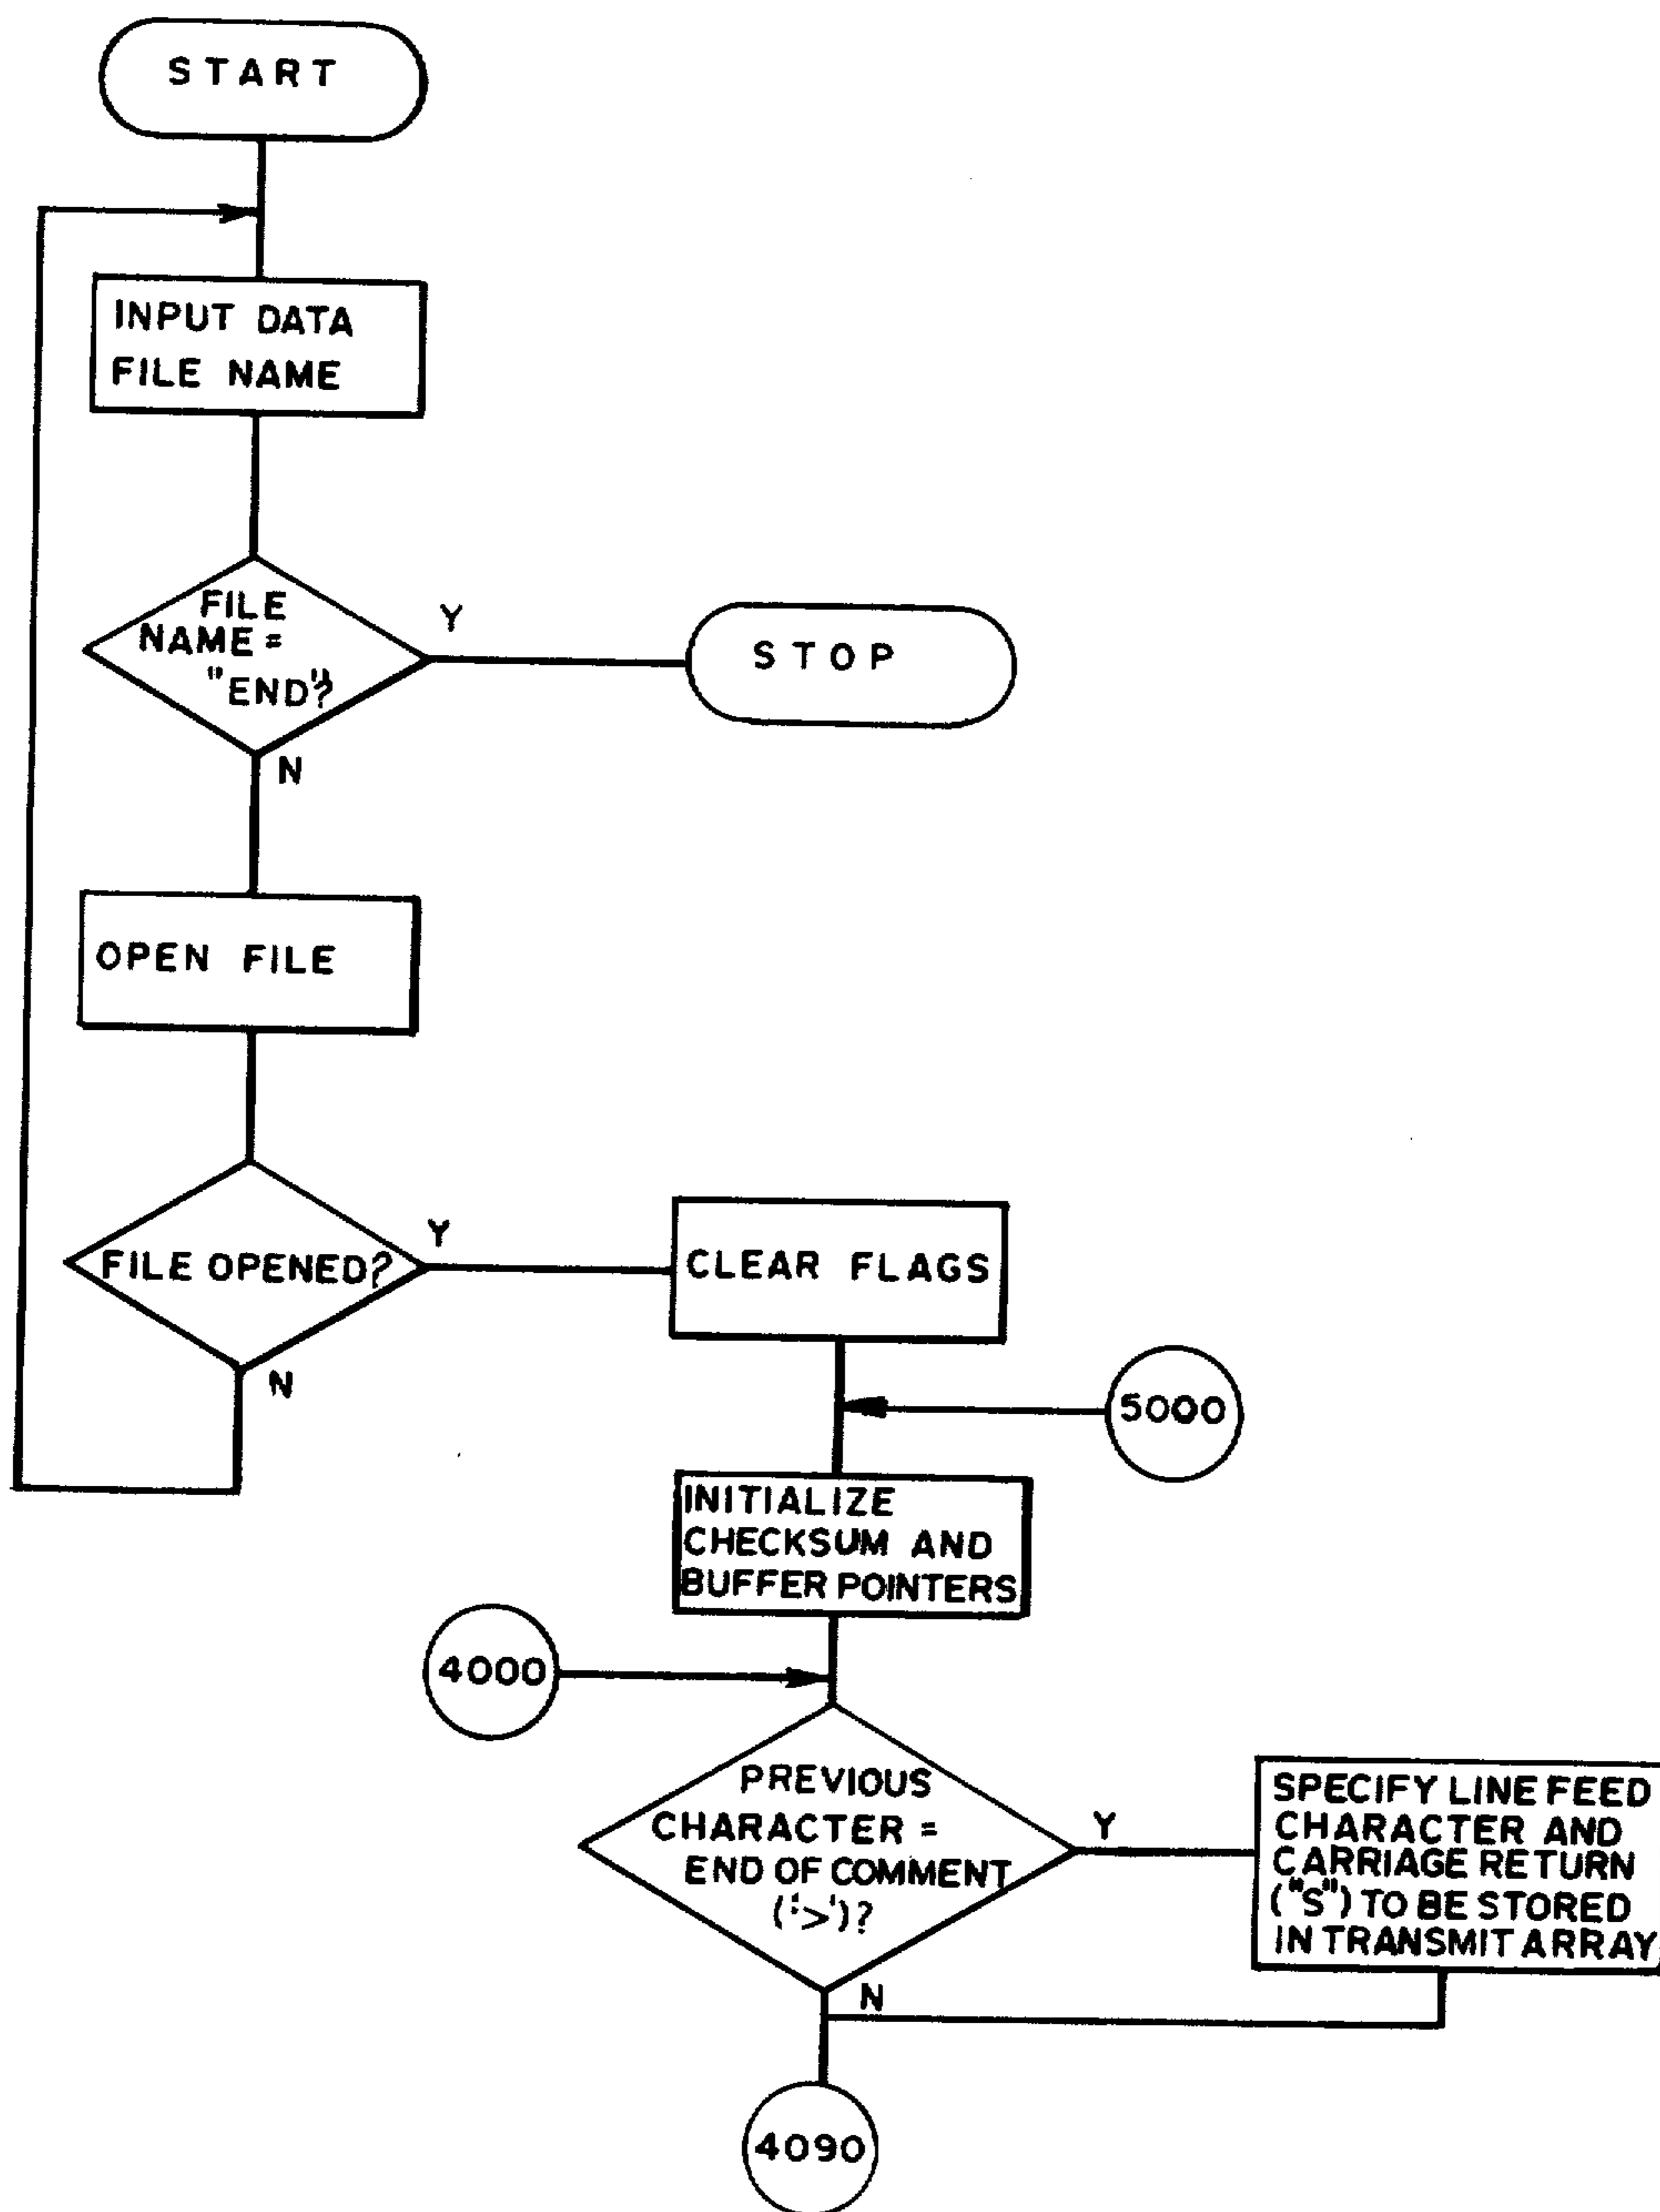 START
INPUT DATA
FILE NAME
FILE
NAME =
"END"?
Y
STOP
N
OPEN FILE
FILE OPENED?
Y
CLEAR FLAGS
N
5000
INITIALIZE
CHECKSUM AND
BUFFER POINTERS
4000
PREVIOUS
CHARACTER =
END OF COMMENT
('>')?
Y
SPECIFY LINE FEED
CHARACTER AND
CARRIAGE RETURN
("S") TO BE STORED
IN TRANSMIT ARRAY
N
4090